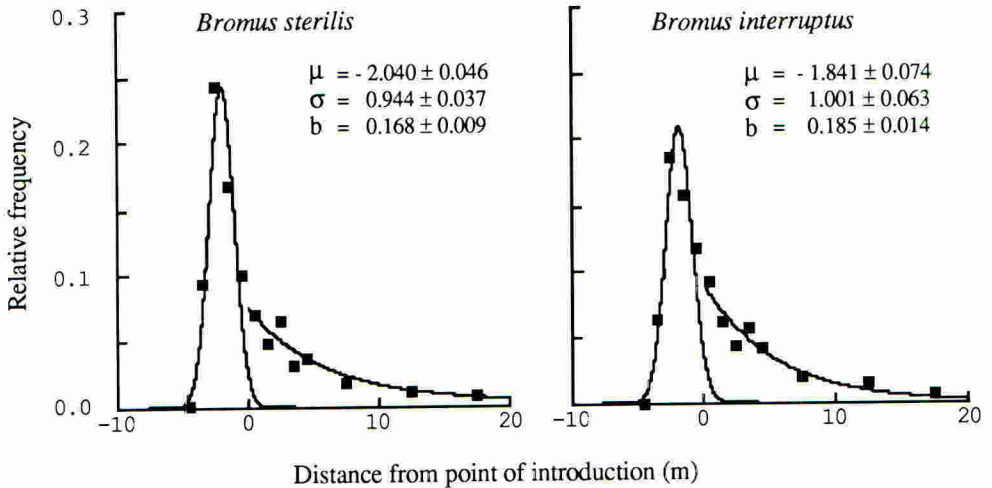 Bromus sterilis
μ = - 2.040 ± 0.046
σ = 0.944 ± 0.037
b = 0.168 ± 0.009
Relative frequency
0.3
0.2
0.1
0.0
-10
0
10
20
Bromus interruptus
μ = - 1.841 ± 0.074
σ = 1.001 ± 0.063
b = 0.185 ± 0.014
-10
0
10
20
Distance from point of introduction (m)